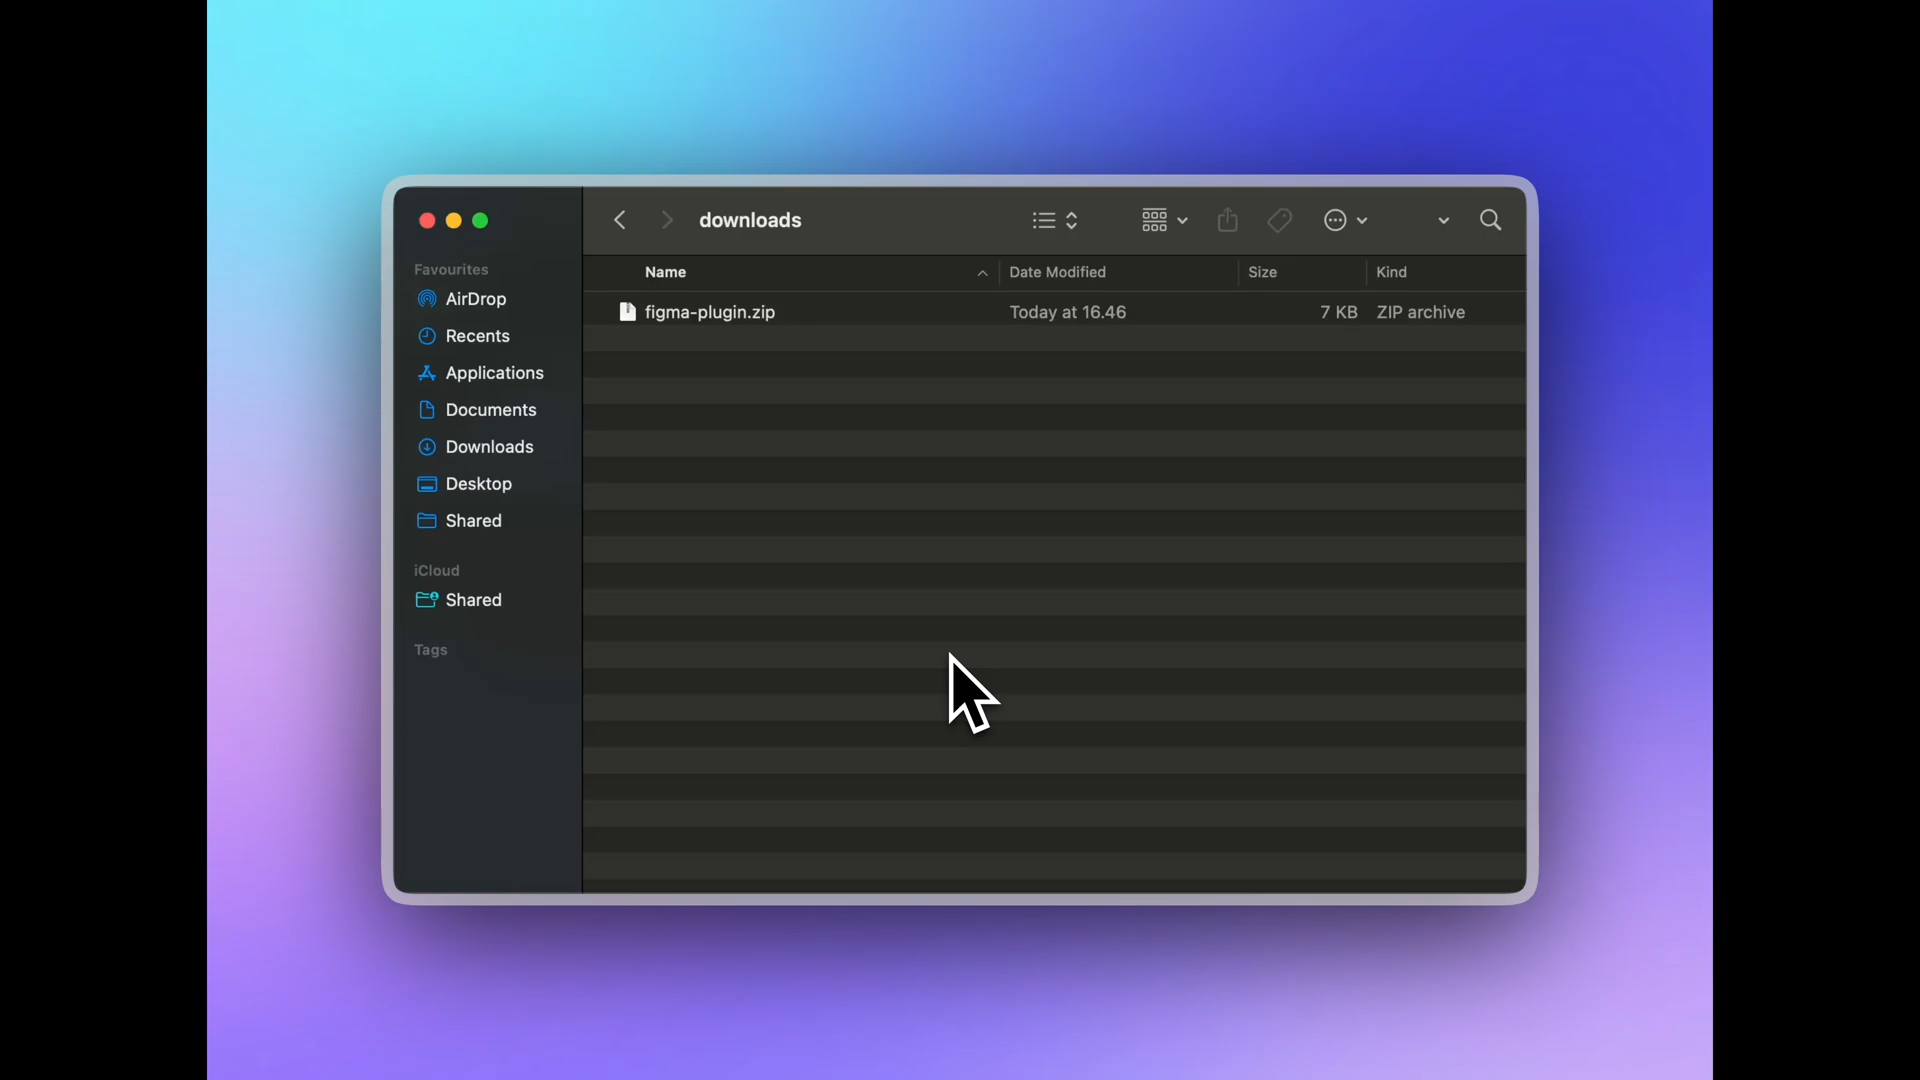 downloads
Favourites
AirDrop
Recents
Applications
Documents
Downloads
Desktop
Shared
iCloud
Shared
Tags
Name Date Modified Size Kind
figma-plugin.zip Today at 16.46 7 KB ZIP archive